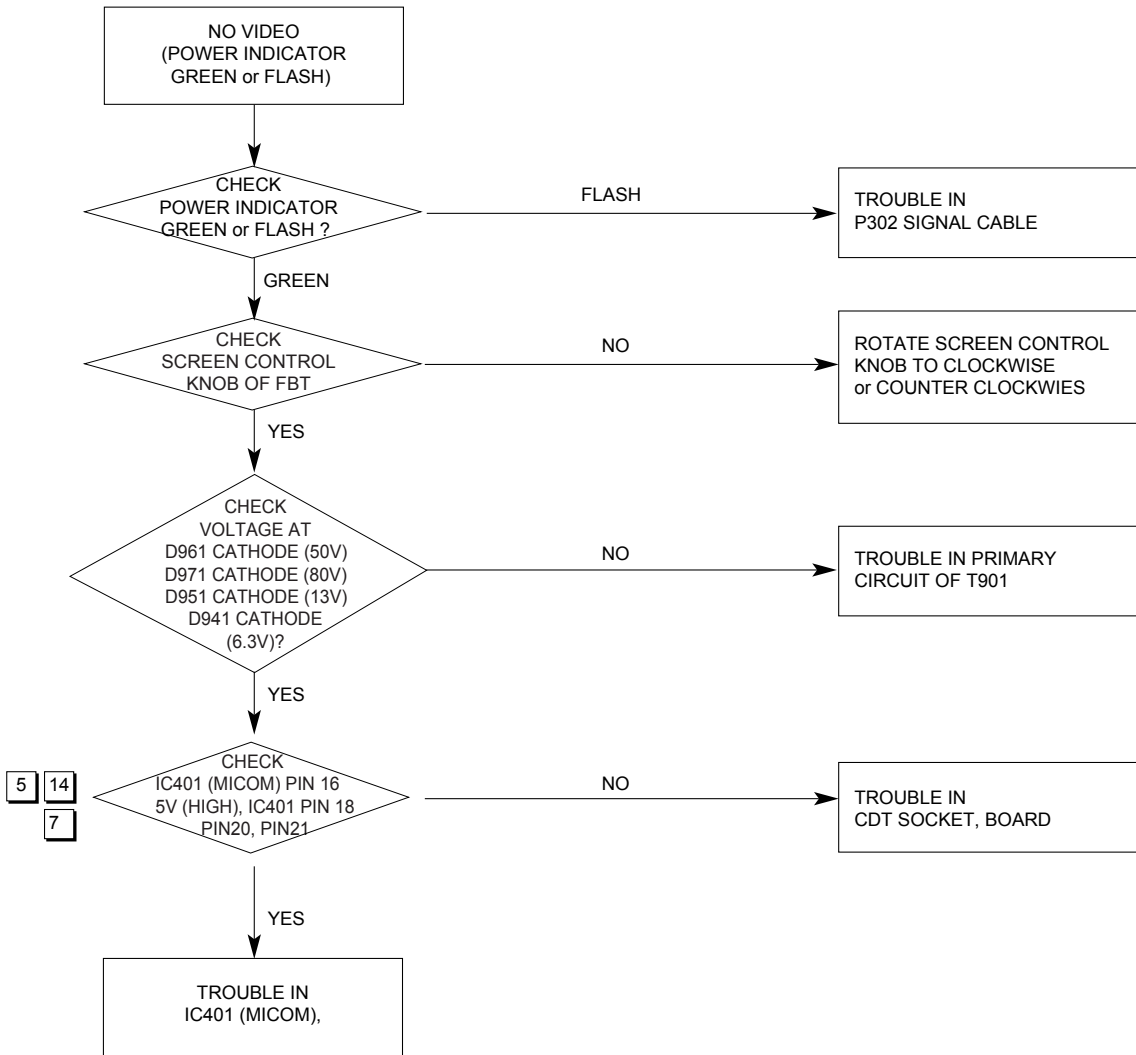 NO VIDEO
(POWER INDICATOR
GREEN or FLASH)
CHECK
POWER INDICATOR
GREEN or FLASH ?
FLASH
TROUBLE IN
P302 SIGNAL CABLE
GREEN
CHECK
SCREEN CONTROL
KNOB OF FBT
NO
ROTATE SCREEN CONTROL
KNOB TO CLOCKWISE
or COUNTER CLOCKWIES
YES
CHECK
VOLTAGE AT
D961 CATHODE (50V)
D971 CATHODE (80V)
D951 CATHODE (13V)
D941 CATHODE
(6.3V)?
NO
TROUBLE IN PRIMARY
CIRCUIT OF T901
YES
5 14
7
CHECK
IC401 (MICOM) PIN 16
5V (HIGH), IC401 PIN 18
PIN20, PIN21
NO
TROUBLE IN
CDT SOCKET, BOARD
YES
TROUBLE IN
IC401 (MICOM),